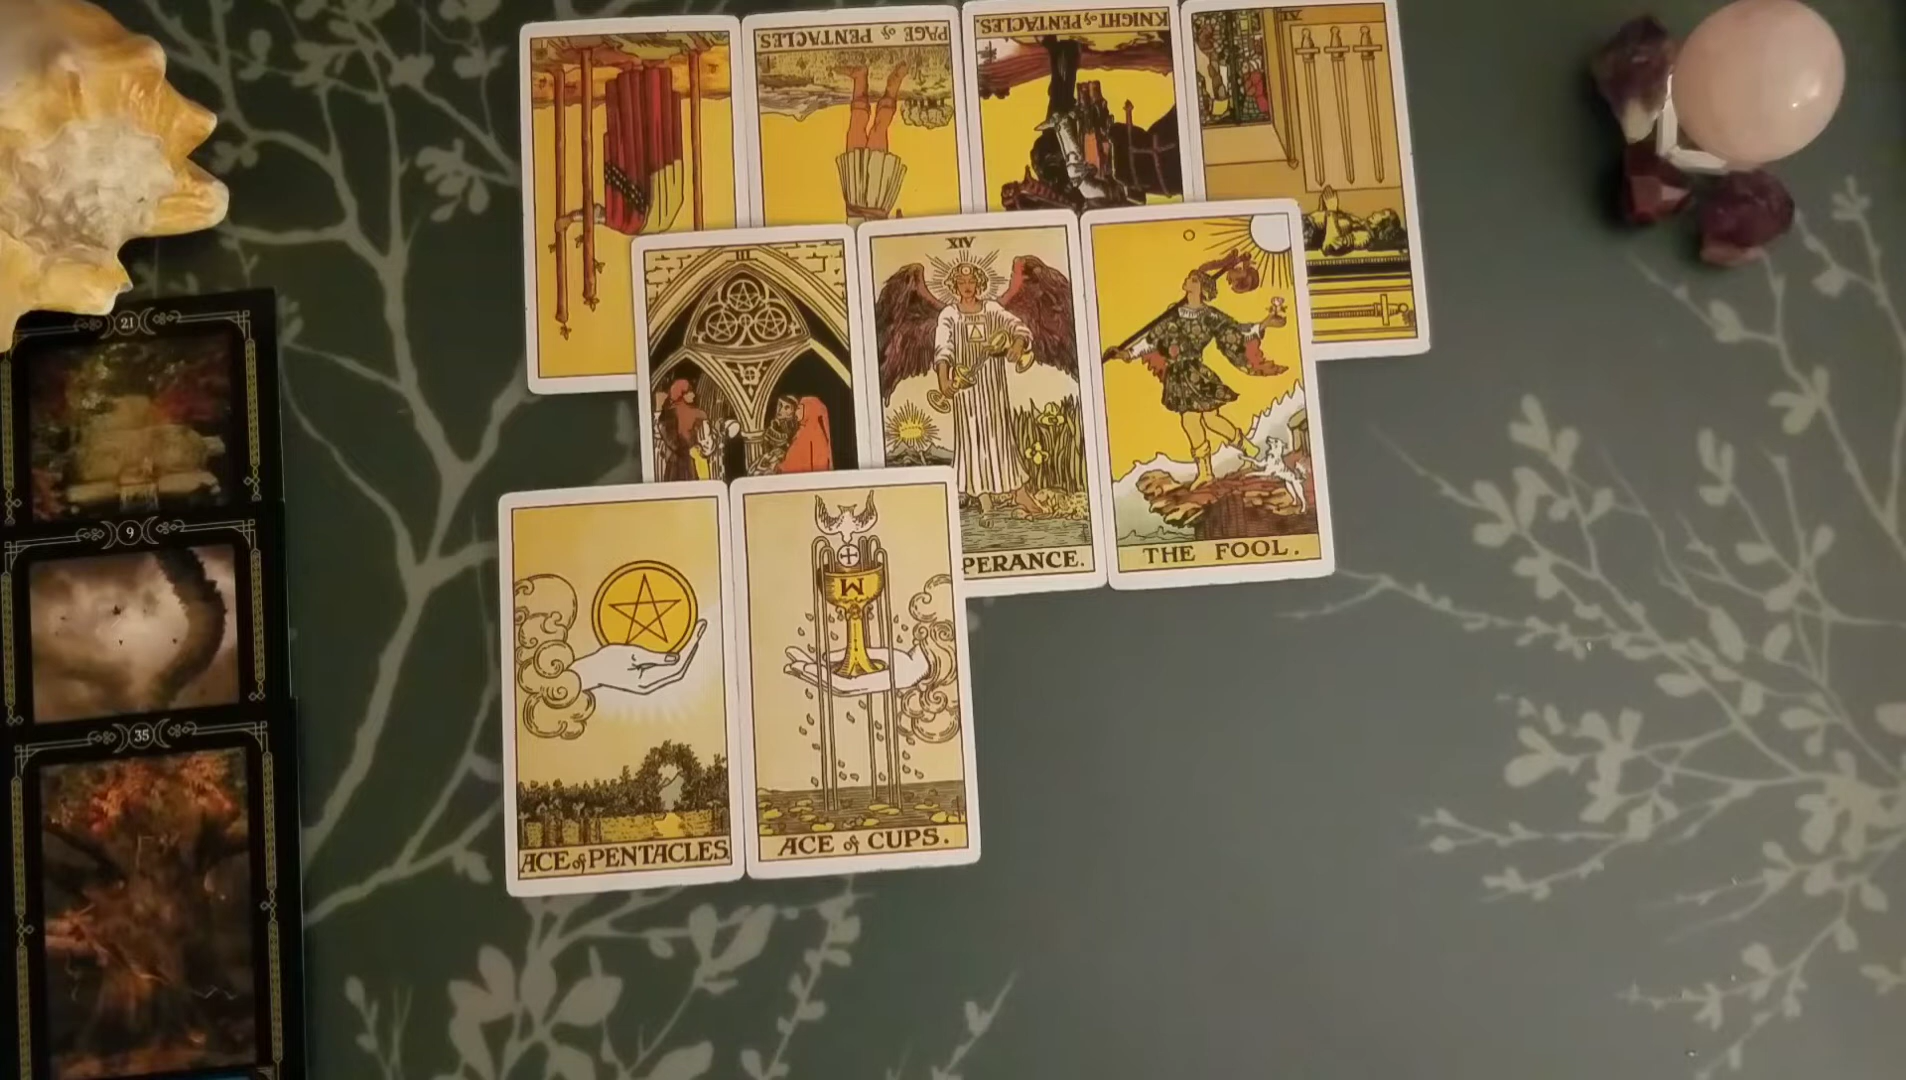 PAGE of PENTACLES.
KNIGHT of PENTACLES.
III
XIV
PERANCE.
THE FOOL.
ACE of PENTACLES
W
ACE of CUPS.
21
9
35